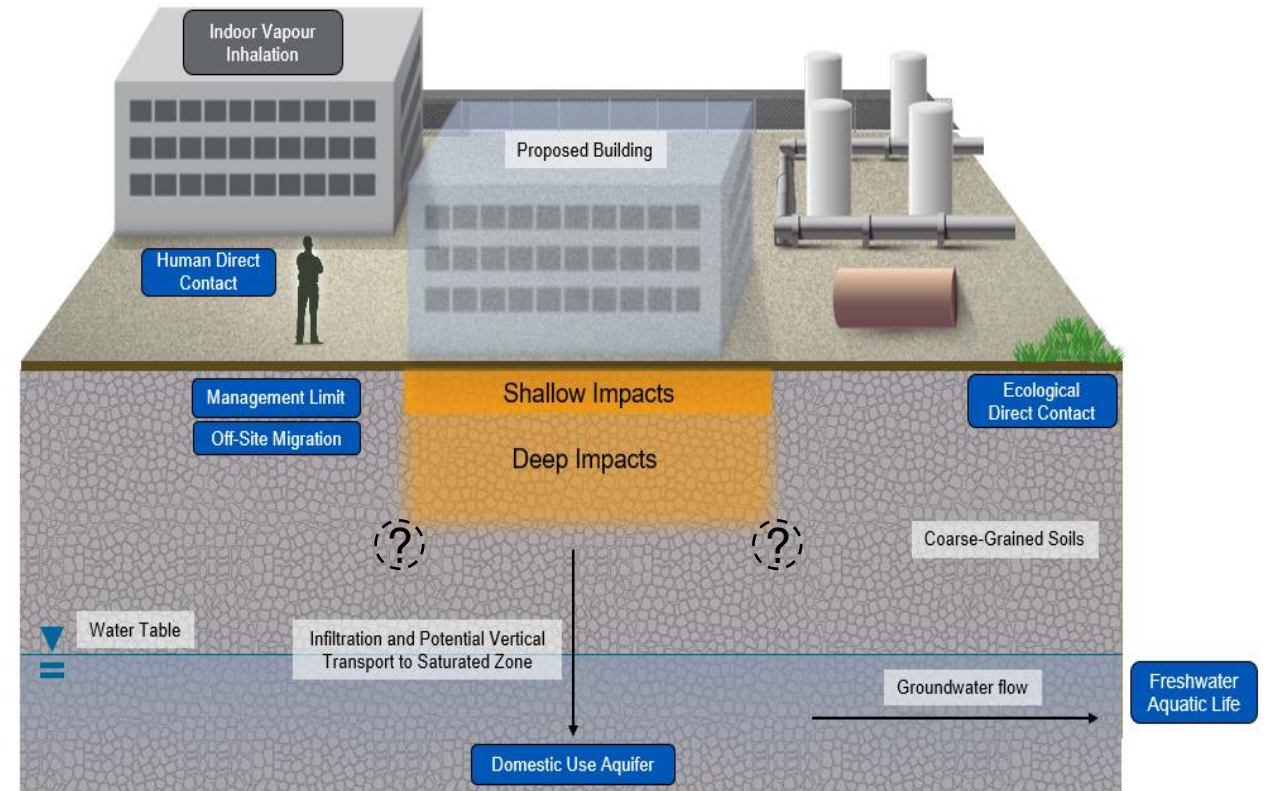 Indoor Vapour
Inhalation
Proposed Building
Human Direct
Contact
Management Limit
Off-Site Migration
Shallow Impacts
Deep Impacts
Ecological
Direct Contact
?
?
Coarse-Grained Soils
Water Table
Infiltration and Potential Vertical
Transport to Saturated Zone
Groundwater flow
Freshwater
Aquatic Life
Domestic Use Aquifer